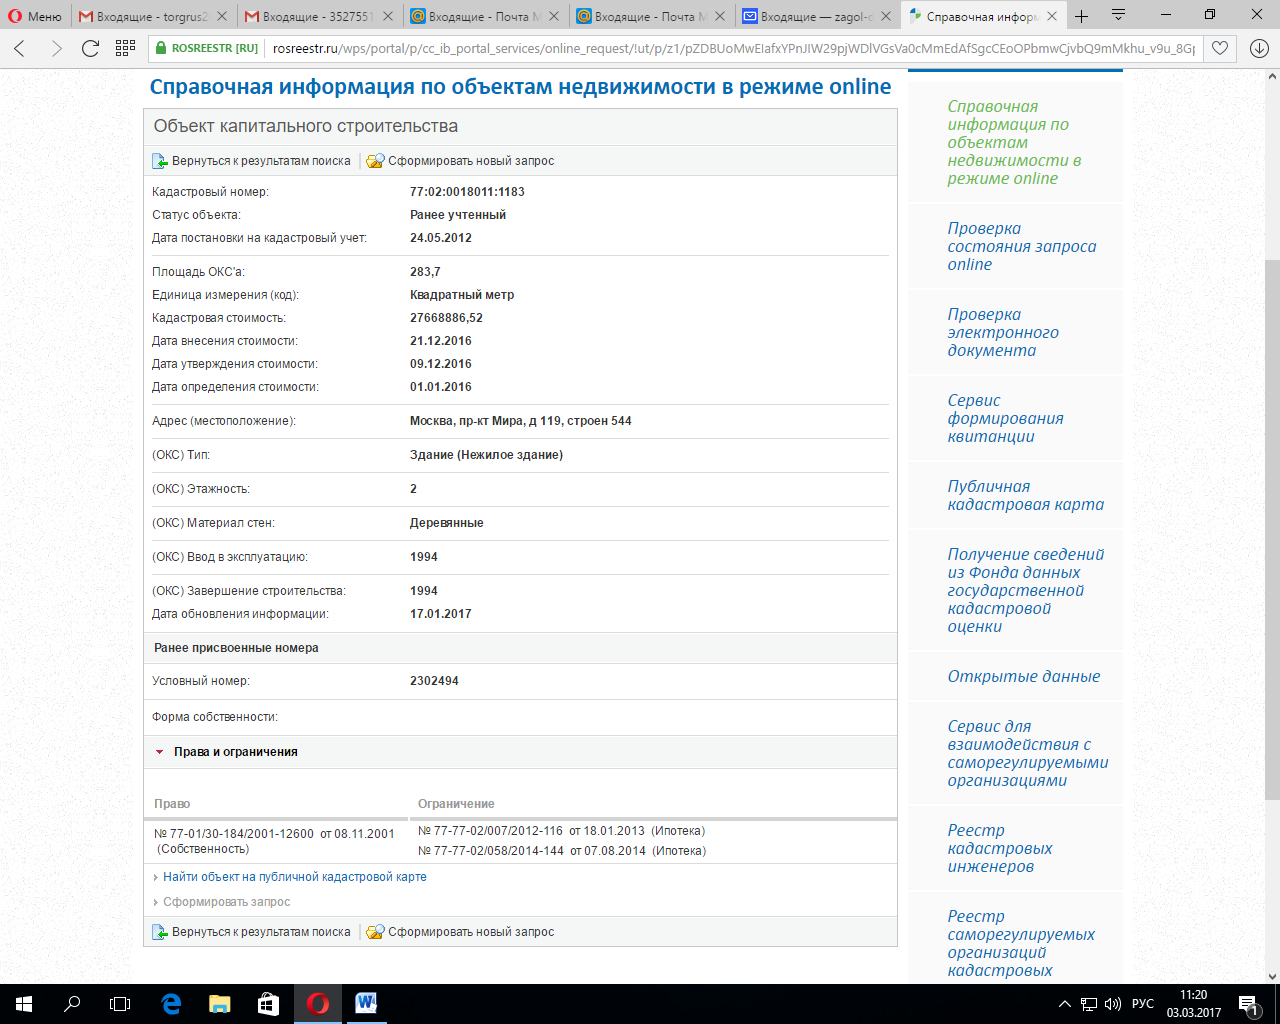 Меню
Входящие - torgrus2
Входящие - 3527551
Входящие - Почта M
Входящие - Почта M
Входящие — zagol-d
Справочная информ
ROSREESTR [RU]
rosreestr.ru/wps/portal/p/cc_ib_portal_services/online_request/!ut/p/z1/
Справочная информация по объектам недвижимости в режиме online
Объект капитального строительства
Вернуться к результатам поиска
Сформировать новый запрос
Кадастровый номер: 77:02:0018011:1183
Статус объекта: Ранее учтенный
Дата постановки на кадастровый учет: 24.05.2012
Площадь ОКС'a: 283,7
Единица измерения (код): Квадратный метр
Кадастровая стоимость: 27668886,52
Дата внесения стоимости: 21.12.2016
Дата утверждения стоимости: 09.12.2016
Дата определения стоимости: 01.01.2016
Адрес (местоположение): Москва, пр-кт Мира, д 119, строен 544
(ОКС) Тип: Здание (Нежилое здание)
(ОКС) Этажность: 2
(ОКС) Материал стен: Деревянные
(ОКС) Ввод в эксплуатацию: 1994
(ОКС) Завершение строительства: 1994
Дата обновления информации: 17.01.2017
Ранее присвоенные номера
Условный номер: 2302494
Форма собственности:
Права и ограничения
Право Ограничение
№ 77-01/30-184/2001-12600 от 08.11.2001
(Собственность)
№ 77-77-02/007/2012-116 от 18.01.2013 (Ипотека)
№ 77-77-02/058/2014-144 от 07.08.2014 (Ипотека)
Найти объект на публичной кадастровой карте
Сформировать запрос
Вернуться к результатам поиска
Сформировать новый запрос
Справочная
информация по
объектам
недвижимости в
режиме online
Проверка
состояния запроса
online
Проверка
электронного
документа
Сервис
формирования
квитанции
Публичная
кадастровая карта
Получение сведений
из Фонда данных
государственной
кадастровой
оценки
Открытые данные
Сервис для
взаимодействия с
саморегулируемыми
организациями
Реестр
кадастровых
инженеров
Реестр
саморегулируемых
организаций
кадастровых
РУС
11:20
03.03.2017
1